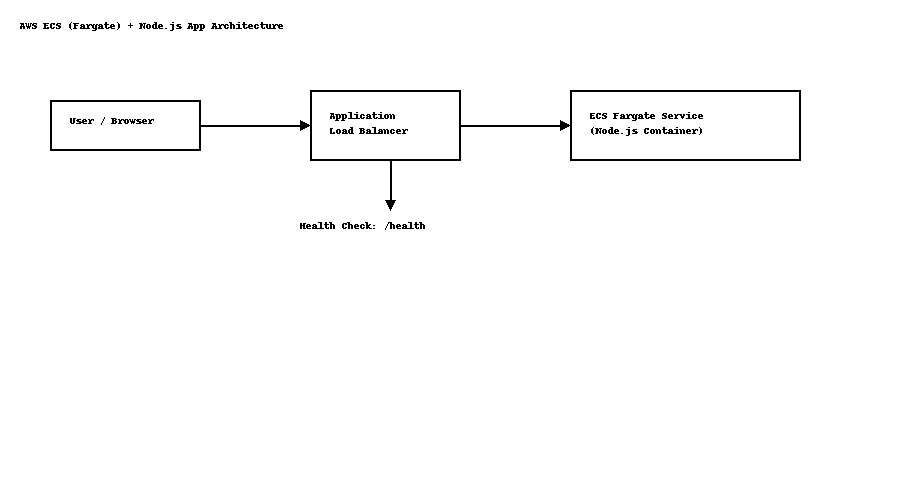 AWS ECS (Fargate) + Node.js App Architecture
User / Browser
Application
Load Balancer
ECS Fargate Service
(Node.js Container)
Health Check: /health